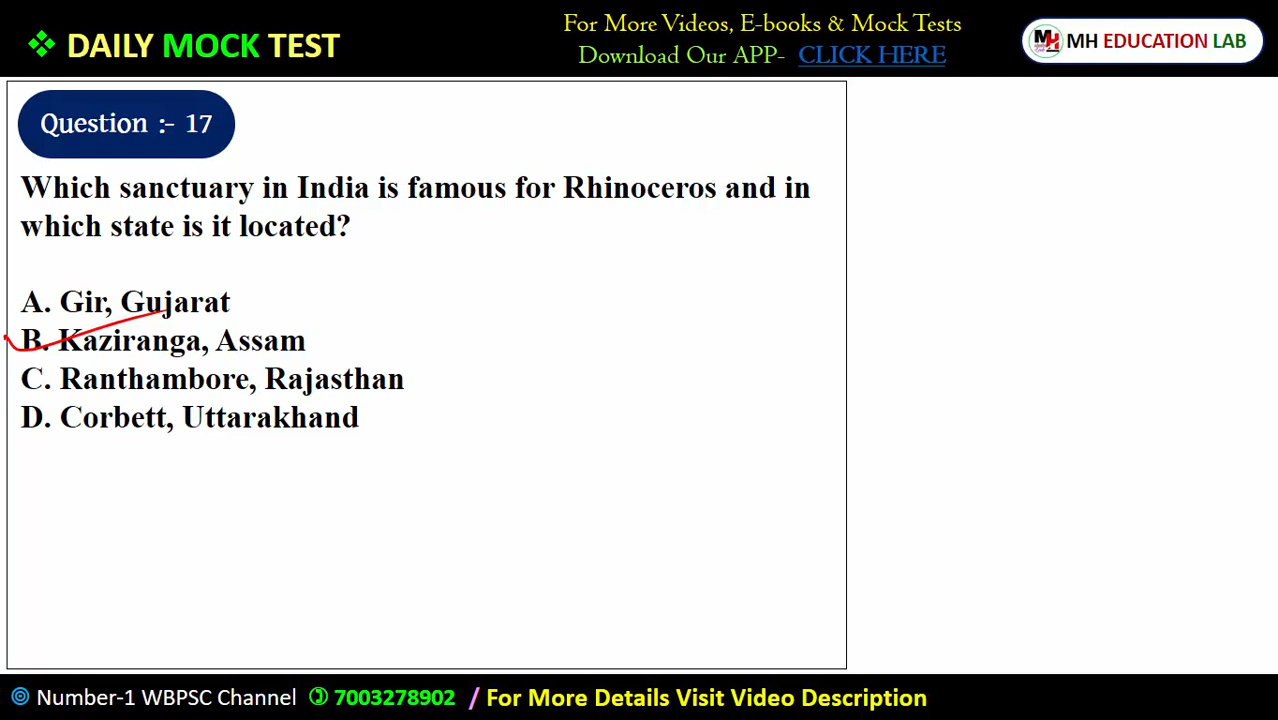 ❖ DAILY MOCK TEST
For More Videos, E-books & Mock Tests
Download Our APP- CLICK HERE
MH EDUCATION LAB
Question :- 17
Which sanctuary in India is famous for Rhinoceros and in
which state is it located?
A. Gir, Gujarat
B. Kaziranga, Assam
C. Ranthambore, Rajasthan
D. Corbett, Uttarakhand
Number-1 WBPSC Channel ✆ 7003278902 / For More Details Visit Video Description